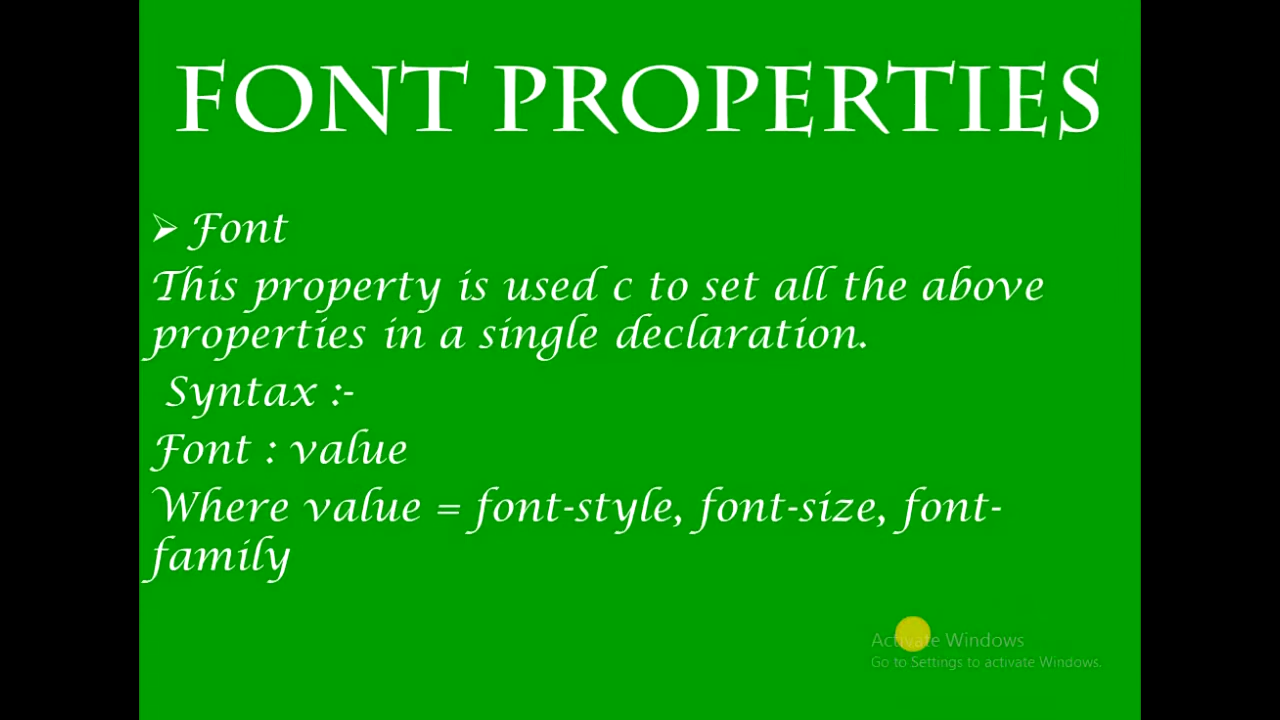 FONT PROPERTIES
➢ Font
This property is used c to set all the above
properties in a single declaration.
Syntax :-
Font : value
Where value = font-style, font-size, font-
family
Activate Windows
Go to Settings to activate Windows.